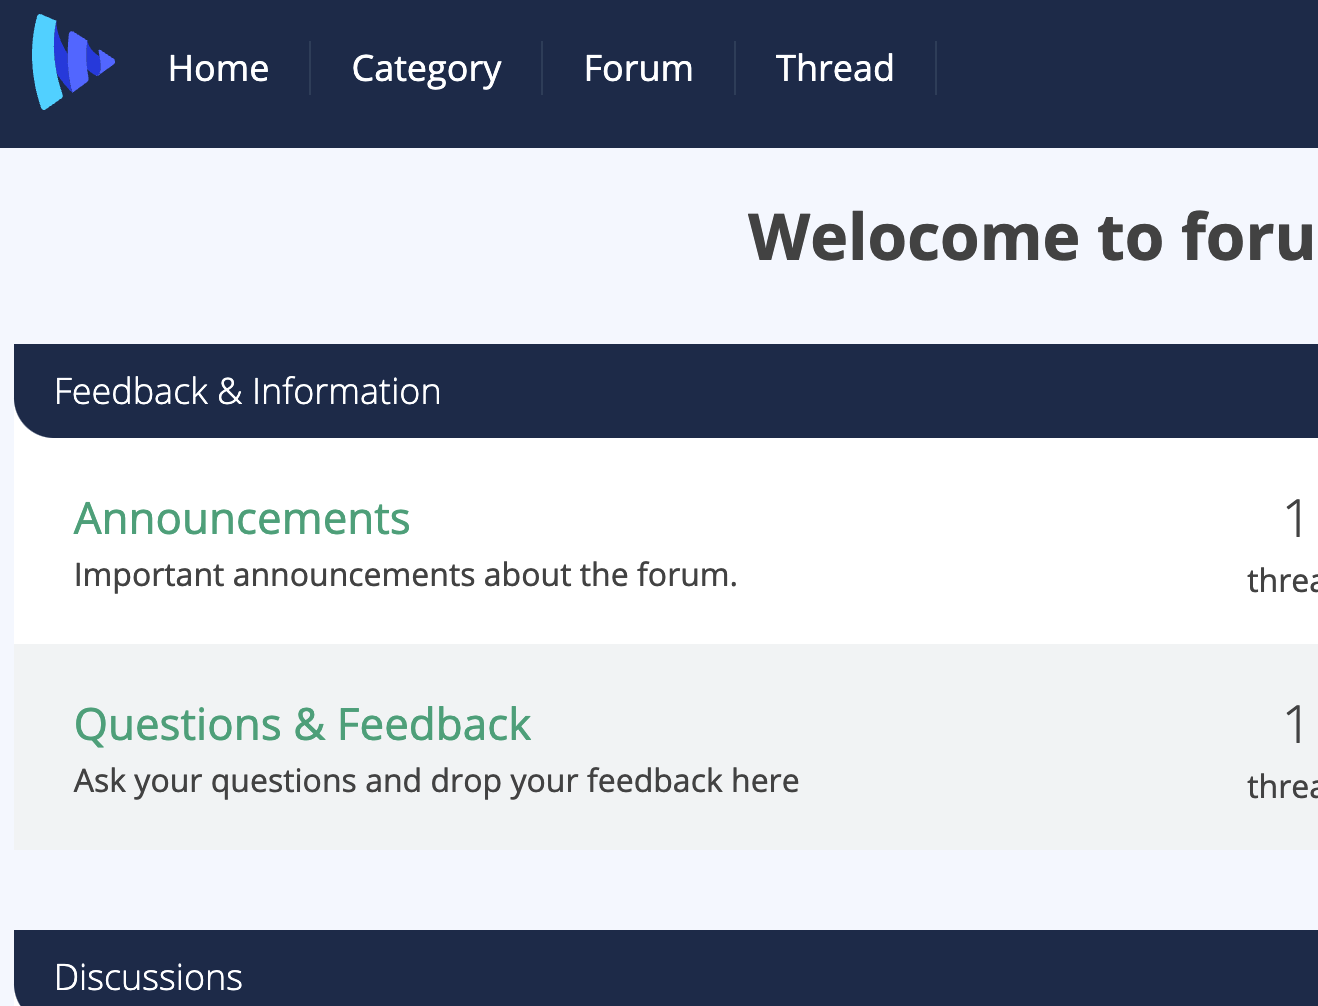 Home Category Forum Thread
Welocome to foru
Feedback & Information
Announcements
1
Important announcements about the forum.
threa
Questions & Feedback
1
Ask your questions and drop your feedback here
threa
Discussions